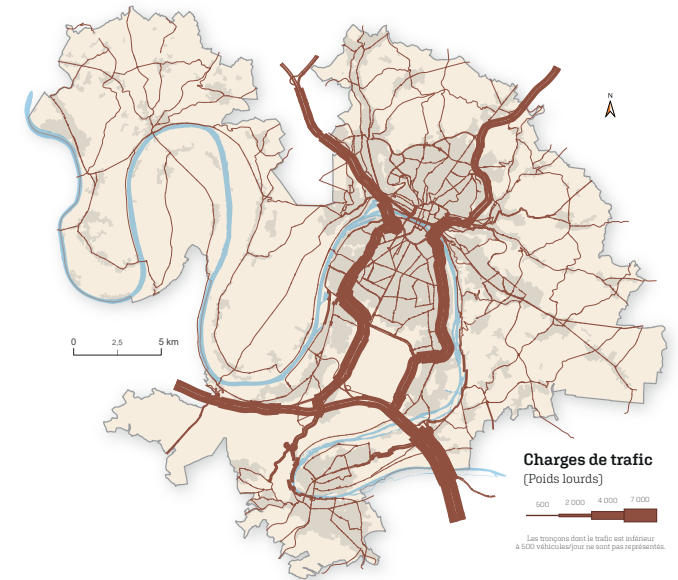 N
0 2,5 5 km
Charges de trafic
(Poids lourds)
500 2 000 4 000 7 000
Les tronçons dont le trafic est inférieur
à 500 véhicules/jour ne sont pas représentés.